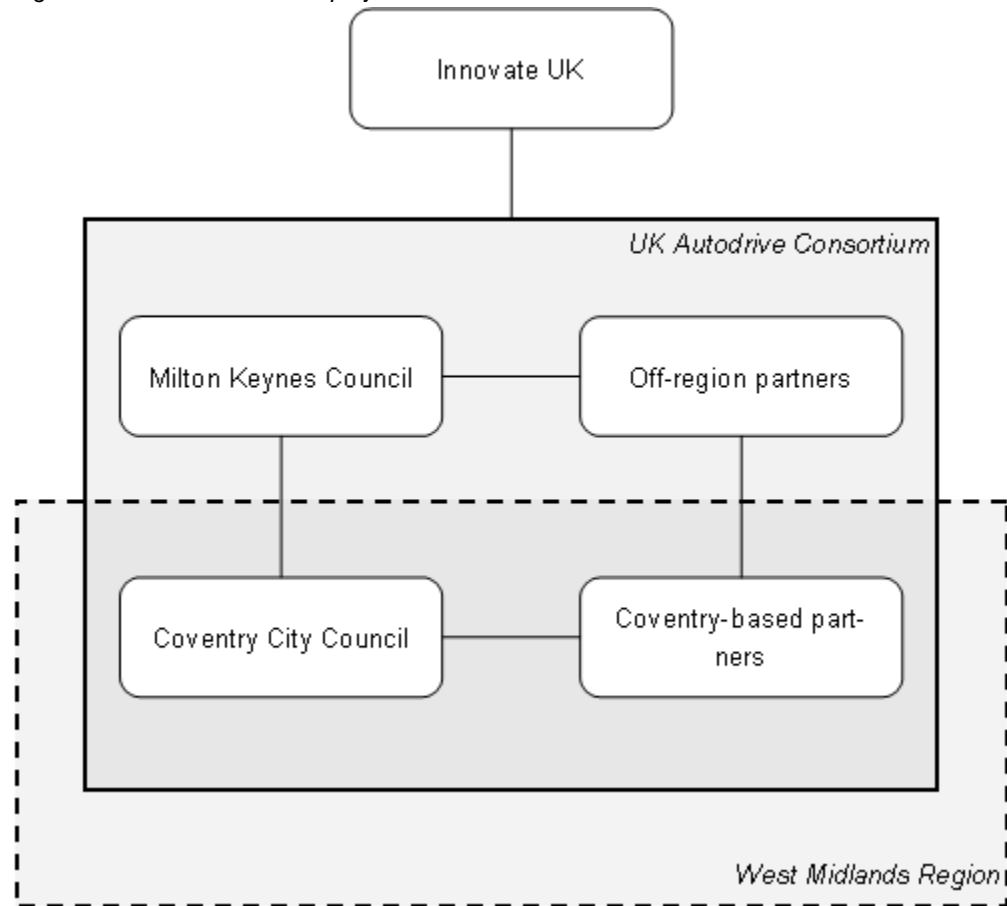 Innovate UK
UK Autodrive Consortium
Milton Keynes Council
Off-region partners
Coventry City Council
Coventry-based part-
ners
West Midlands Region